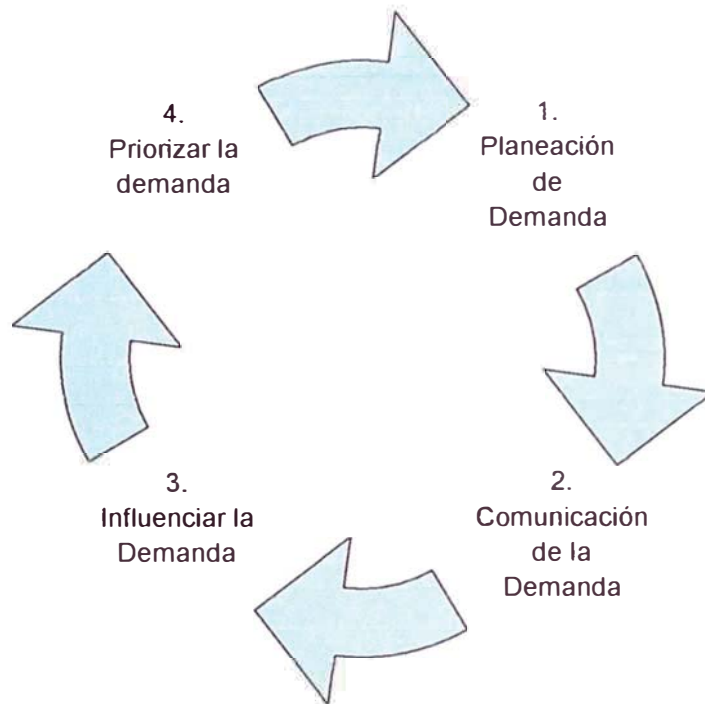 1.
Planeación
de
Demanda
2.
Comunicación
de la
Demanda
3.
Influenciar la
Demanda
4.
Priorizar la
demanda